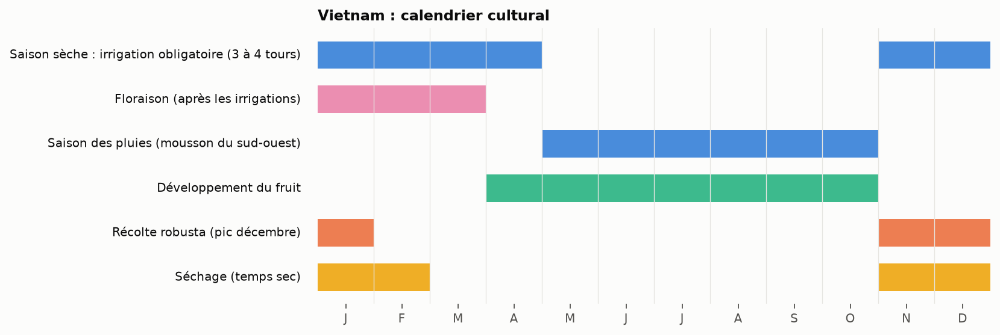 Vietnam : calendrier cultural
Saison sèche : irrigation obligatoire (3 à 4 tours)
Floraison (après les irrigations)
Saison des pluies (mousson du sud-ouest)
Développement du fruit
Récolte robusta (pic décembre)
Séchage (temps sec)
J F M A M J J A S O N D